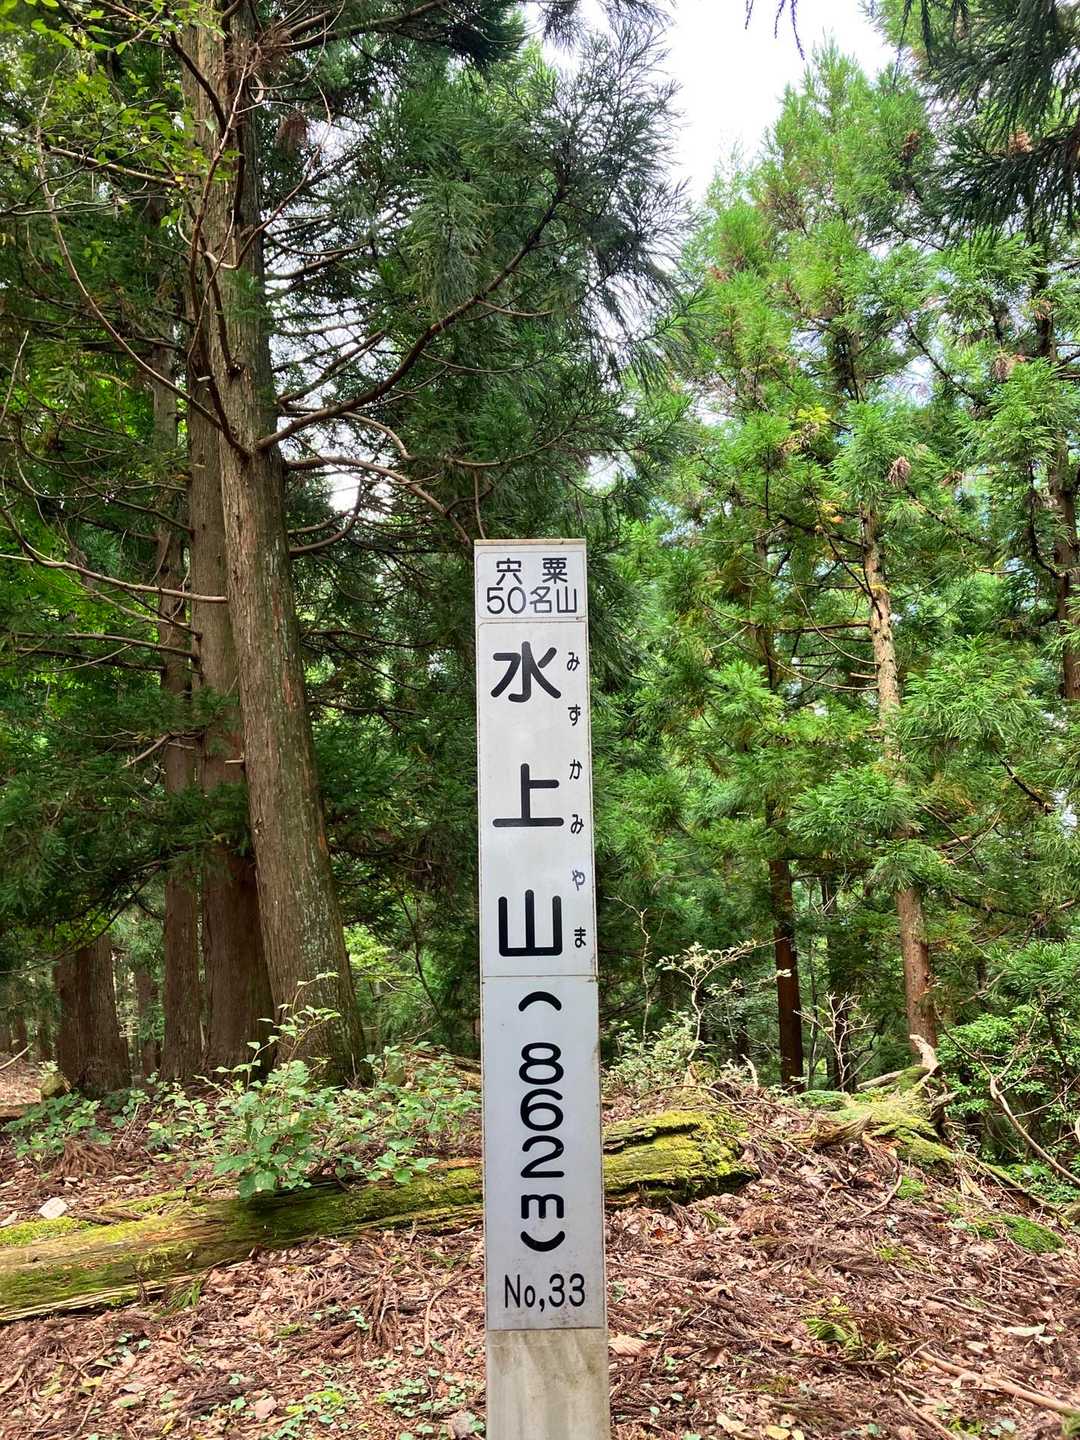 宍粟
50名山
水上山
みずかみやま
(862m)
No,33